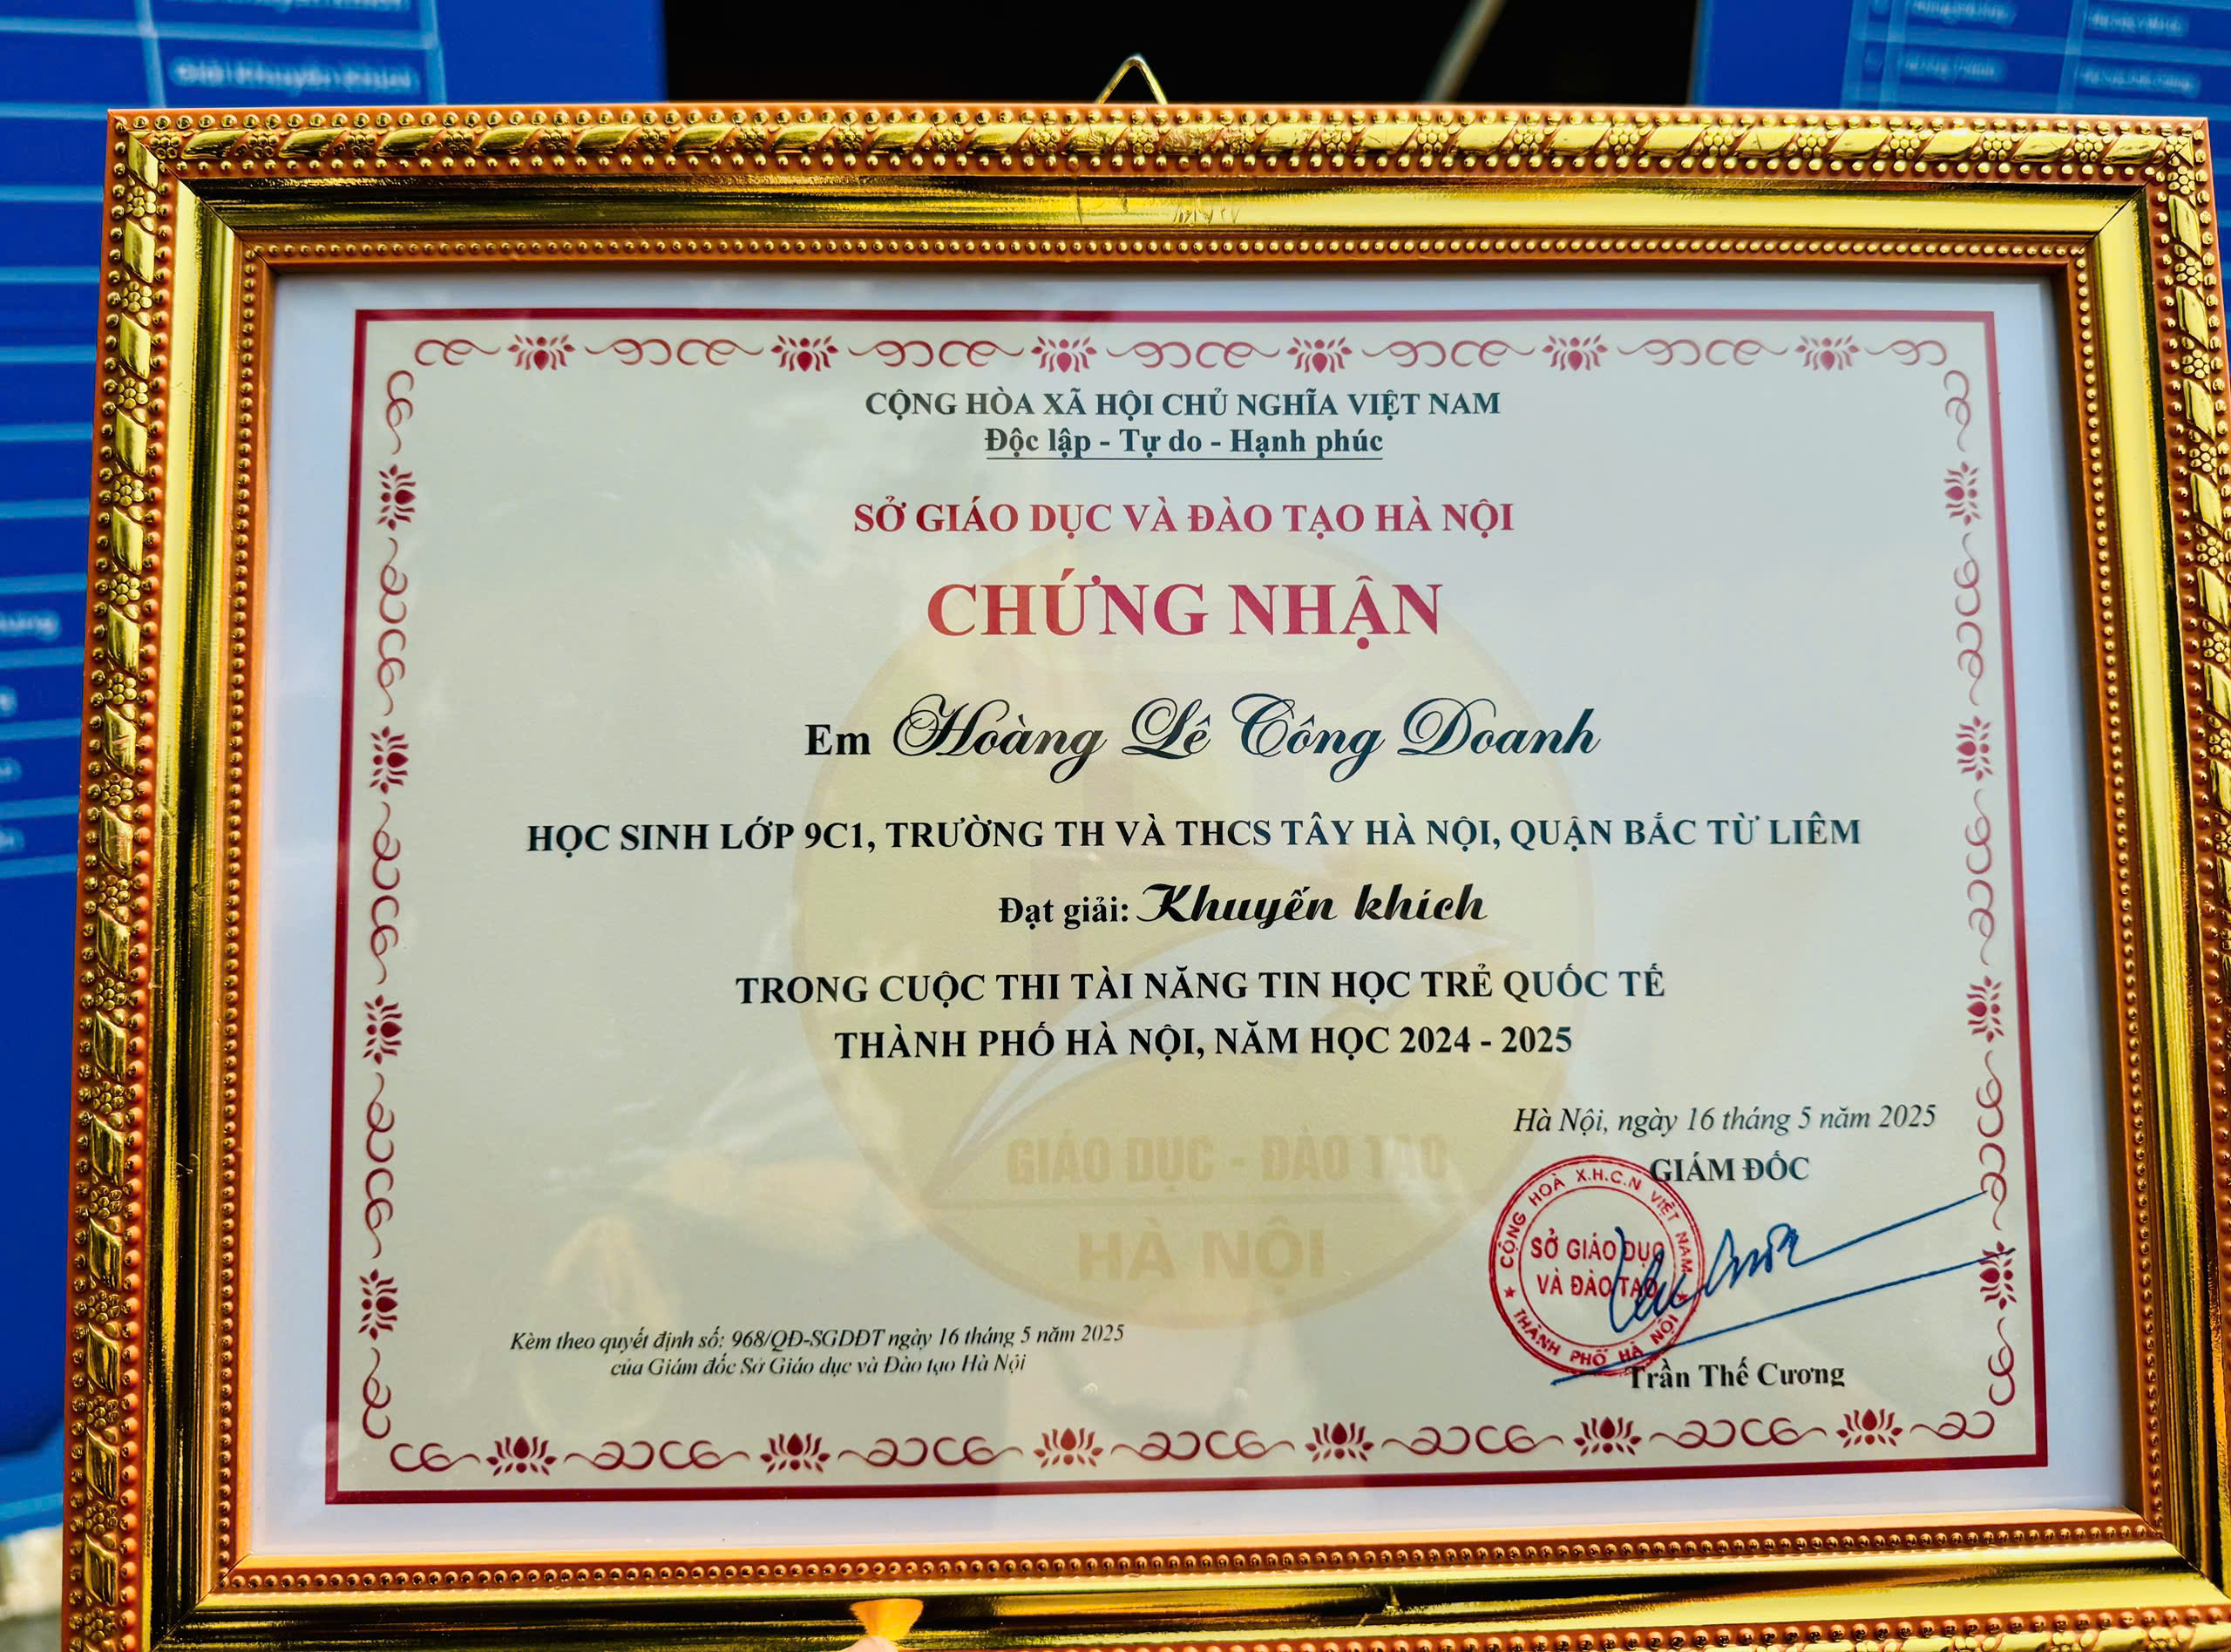 Giải Khuyến khích
CỘNG HÒA XÃ HỘI CHỦ NGHĨA VIỆT NAM
Độc lập - Tự do - Hạnh phúc
SỞ GIÁO DỤC VÀ ĐÀO TẠO HÀ NỘI
CHỨNG NHẬN
Em Hoàng Lê Công Doanh
HỌC SINH LỚP 9C1, TRƯỜNG TH VÀ THCS TÂY HÀ NỘI, QUẬN BẮC TỪ LIÊM
Đạt giải: Khuyến khích
TRONG CUỘC THI TÀI NĂNG TIN HỌC TRẺ QUỐC TẾ
THÀNH PHỐ HÀ NỘI, NĂM HỌC 2024 - 2025
Hà Nội, ngày 16 tháng 5 năm 2025
GIÁM ĐỐC
GIÁO DỤC - ĐÀO TẠO
HÀ NỘI
CỘNG HOÀ X.H.C.N VIỆT NAM
SỞ GIÁO DỤC
VÀ ĐÀO TẠO
THÀNH PHỐ HÀ NỘI
Kèm theo quyết định số: 968/QĐ-SGDĐT ngày 16 tháng 5 năm 2025
của Giám đốc Sở Giáo dục và Đào tạo Hà Nội
Trần Thế Cương